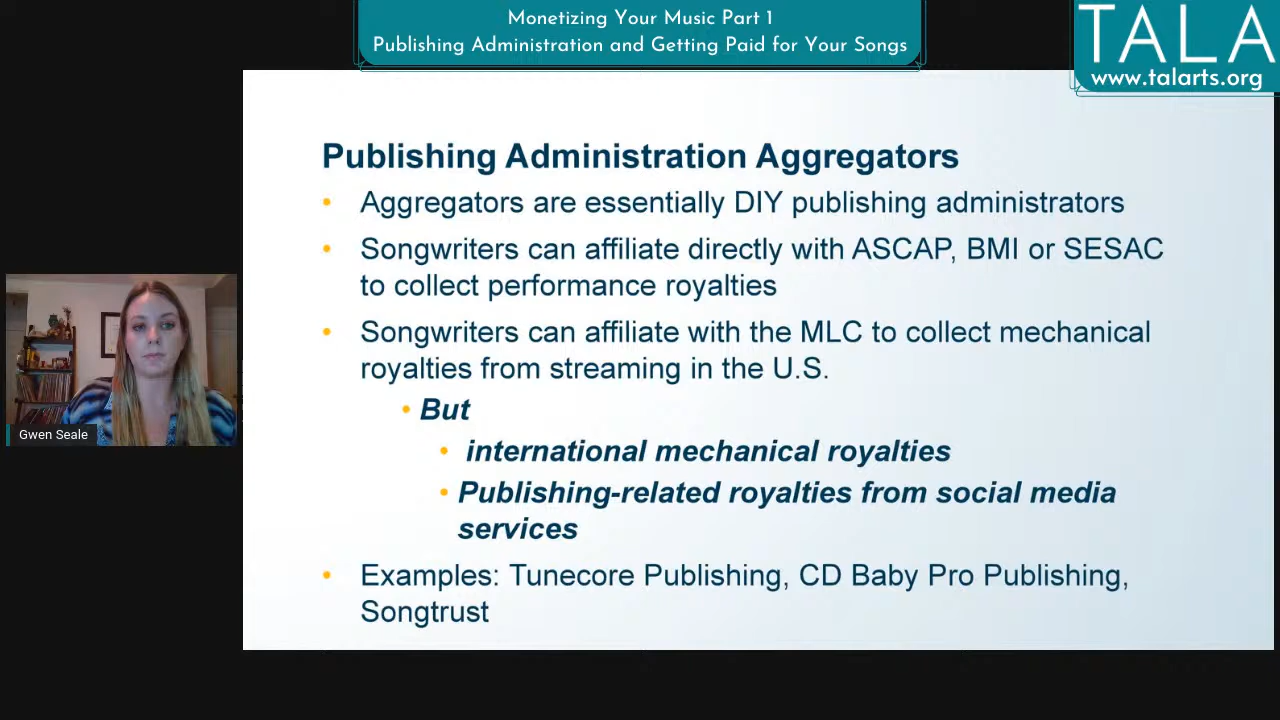 Monetizing Your Music Part 1
Publishing Administration and Getting Paid for Your Songs
TALA
www.talarts.org
Publishing Administration Aggregators
• Aggregators are essentially DIY publishing administrators
• Songwriters can affiliate directly with ASCAP, BMI or SESAC
to collect performance royalties
• Songwriters can affiliate with the MLC to collect mechanical
royalties from streaming in the U.S.
• But
• international mechanical royalties
• Publishing-related royalties from social media
services
• Examples: Tunecore Publishing, CD Baby Pro Publishing,
Songtrust
Gwen Seale